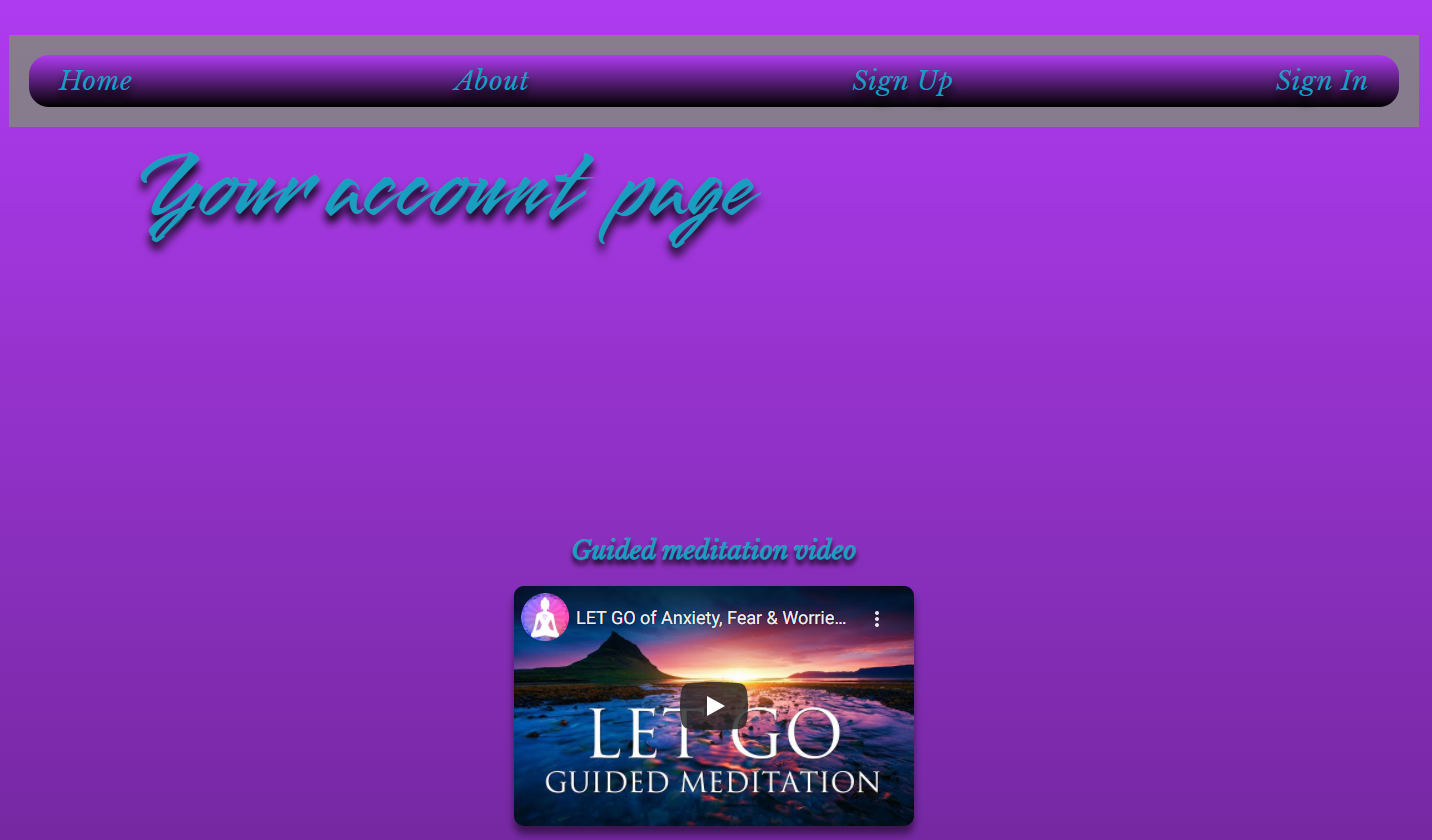 Home About Sign Up Sign In
Your account page
Guided meditation video
LET GO of Anxiety, Fear & Worrie...
LET GO
GUIDED MEDITATION